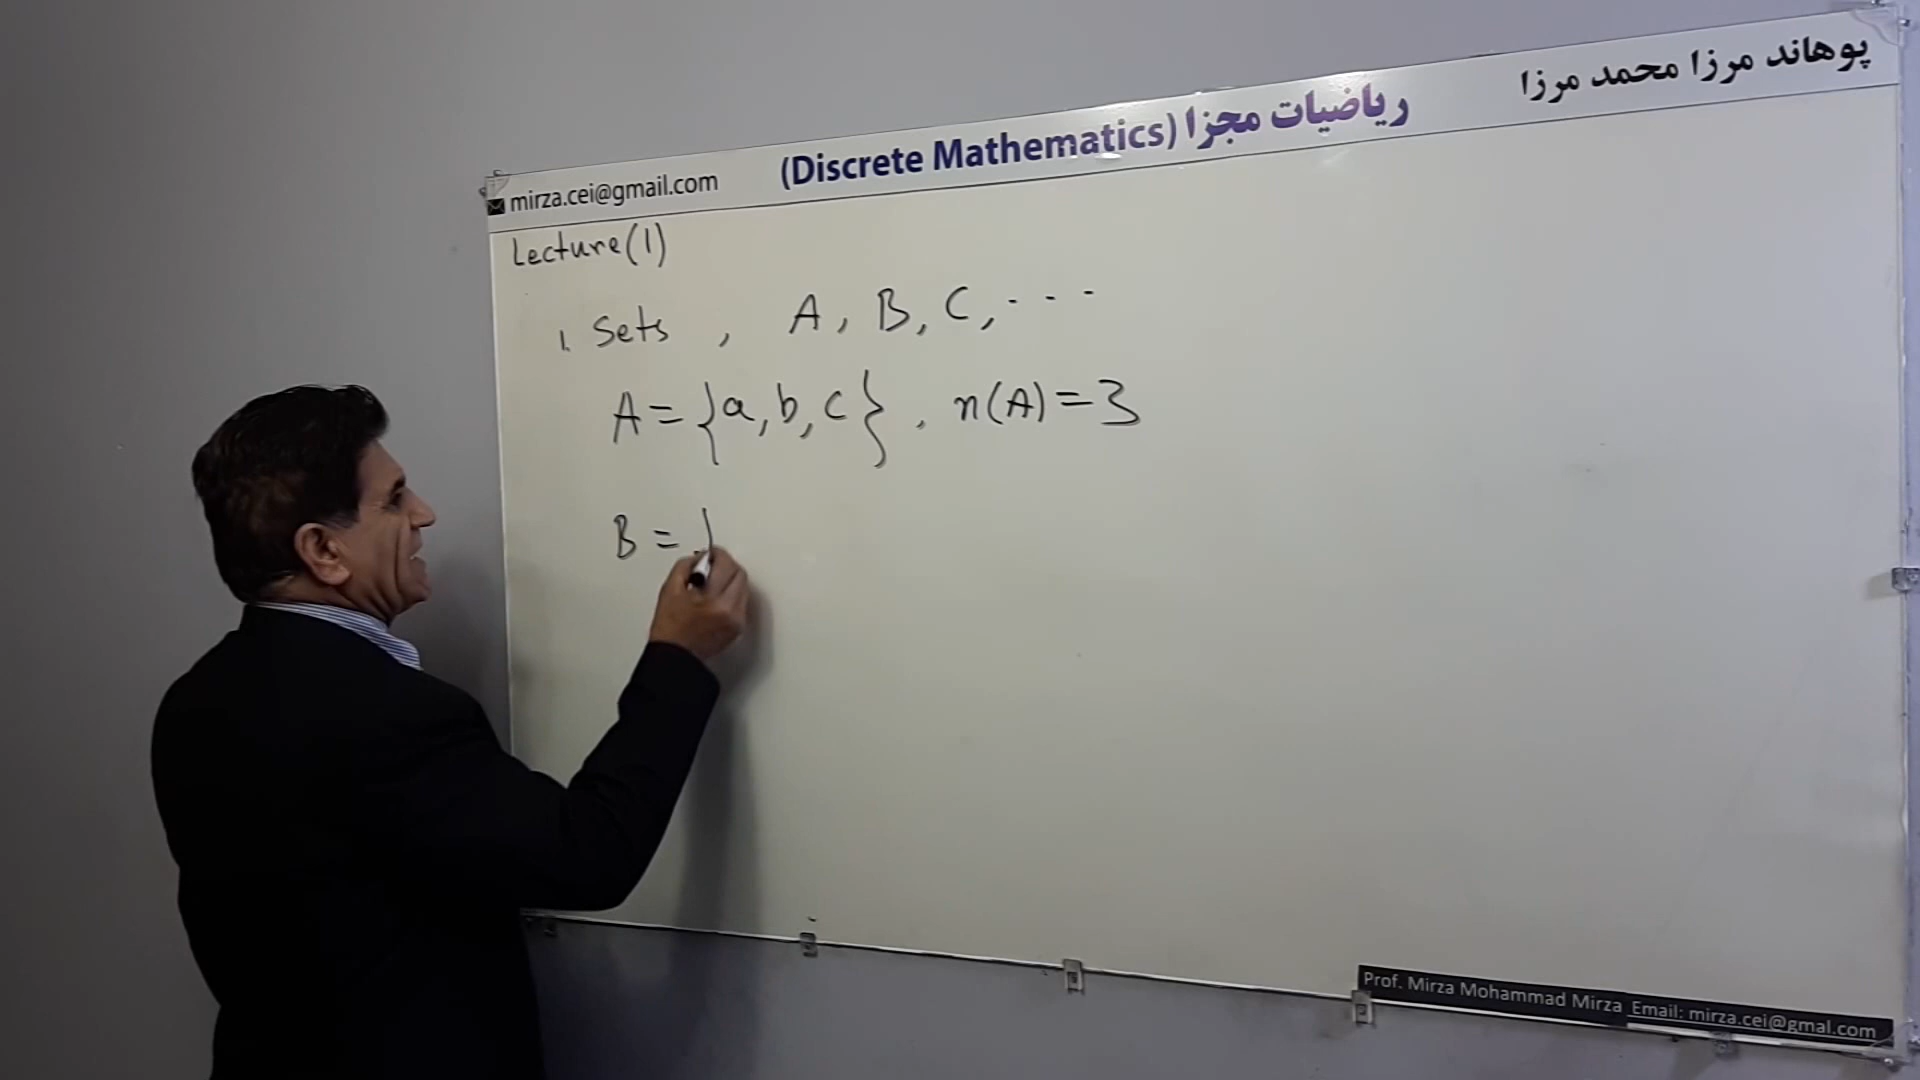 پوهاند مرزا محمد مرزا
ریاضیات مجزا (Discrete Mathematics)
mirza.cei@gmail.com
Lecture(1)
1. Sets , A, B, C, . . .
A = {a, b, c} , n(A) = 3
B = {
Prof. Mirza Mohammad Mirza Email: mirza.cei@gmal.com